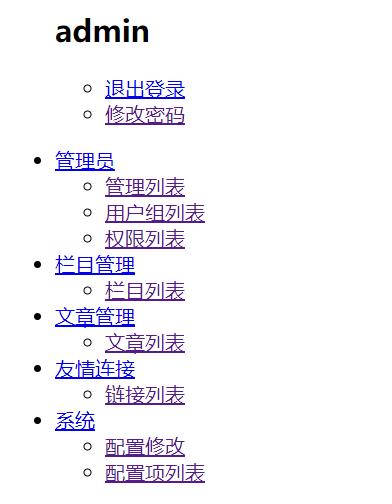 admin
退出登录
修改密码
管理员
管理列表
用户组列表
权限列表
栏目管理
栏目列表
文章管理
文章列表
友情连接
链接列表
系统
配置修改
配置项列表